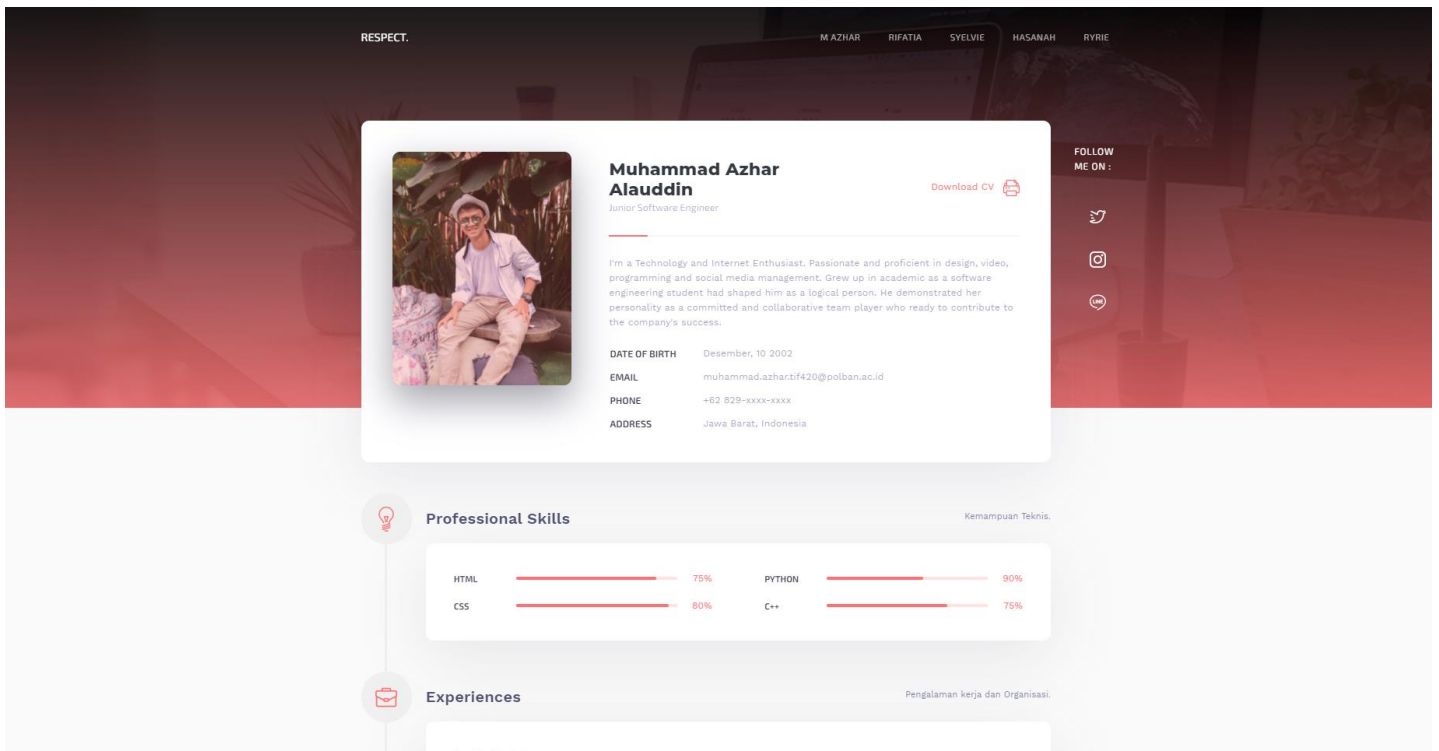 RESPECT.
M AZHAR RIFATIA SYELVIE HASANAH RYRIE
FOLLOW
ME ON :
Muhammad Azhar
Alauddin
Download CV
Junior Software Engineer
I'm a Technology and Internet Enthusiast. Passionate and proficient in design, video,
programming and social media management. Grew up in academic as a software
engineering student had shaped him as a logical person. He demonstrated her
personality as a committed and collaborative team player who ready to contribute to
the company's success.
DATE OF BIRTH Desember, 10 2002
EMAIL muhammad.azhar.tif420@polban.ac.id
PHONE +62 829-xxxx-xxxx
ADDRESS Jawa Barat, Indonesia
LINE
Professional Skills Kemampuan Teknis.
HTML 75% PYTHON 90%
CSS 80% C++ 75%
Experiences Pengalaman kerja dan Organisasi.